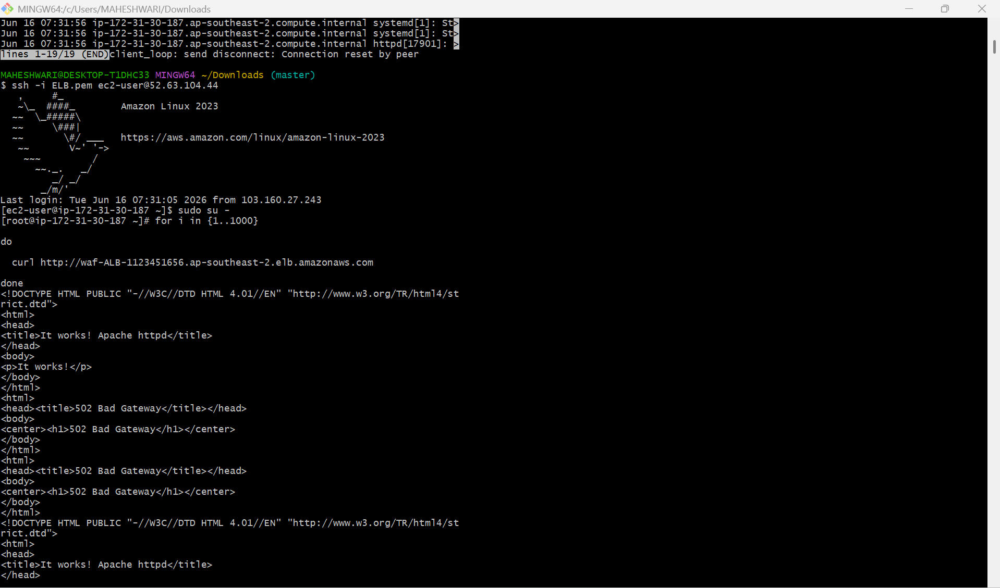 MINGW64:/c/Users/MAHESHWARI/Downloads
Jun 16 07:31:56 ip-172-31-30-187.ap-southeast-2.compute.internal systemd[1]: St>
Jun 16 07:31:56 ip-172-31-30-187.ap-southeast-2.compute.internal systemd[1]: St>
Jun 16 07:31:56 ip-172-31-30-187.ap-southeast-2.compute.internal httpd[17901]: >
lines 1-19/19 (END)client_loop: send disconnect: Connection reset by peer
MAHESHWARI@DESKTOP-T1DHC33 MINGW64 ~/Downloads (master)
$ ssh -i ELB.pem ec2-user@52.63.104.44
   ,     #_
   ~\_  ####_        Amazon Linux 2023
  ~~  \_#####\
  ~~     \###|
  ~~       \#/ ___   https://aws.amazon.com/linux/amazon-linux-2023
   ~~       V~' '->
    ~~~         /
      ~~._.   _/
         _/ _/
       _/m/'
Last login: Tue Jun 16 07:31:05 2026 from 103.160.27.243
[ec2-user@ip-172-31-30-187 ~]$ sudo su -
[root@ip-172-31-30-187 ~]# for i in {1..1000}
do
  curl http://waf-ALB-1123451656.ap-southeast-2.elb.amazonaws.com
done
<!DOCTYPE HTML PUBLIC "-//W3C//DTD HTML 4.01//EN" "http://www.w3.org/TR/html4/st
rict.dtd">
<html>
<head>
<title>It works! Apache httpd</title>
</head>
<body>
<p>It works!</p>
</body>
</html>
<html>
<head><title>502 Bad Gateway</title></head>
<body>
<center><h1>502 Bad Gateway</h1></center>
</body>
</html>
<html>
<head><title>502 Bad Gateway</title></head>
<body>
<center><h1>502 Bad Gateway</h1></center>
</body>
</html>
<!DOCTYPE HTML PUBLIC "-//W3C//DTD HTML 4.01//EN" "http://www.w3.org/TR/html4/st
rict.dtd">
<html>
<head>
<title>It works! Apache httpd</title>
</head>